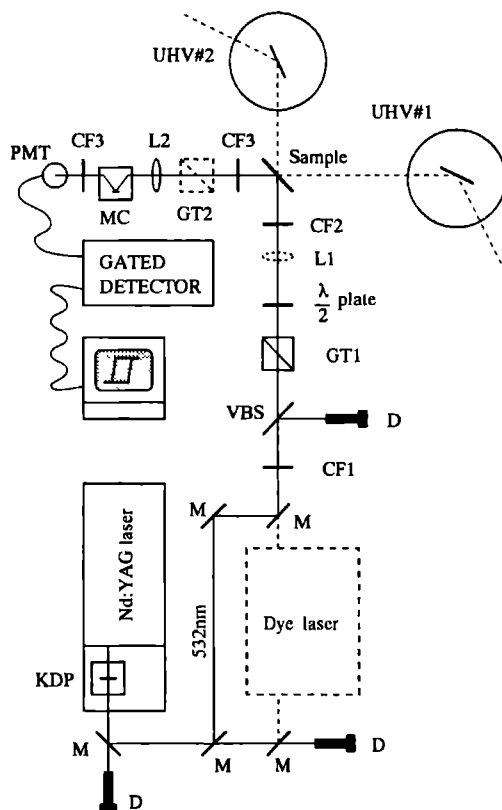 UHV#2
UHV#1
PMT
CF3
L2
CF3
Sample
MC
GT2
CF2
L1
GATED
DETECTOR
λ/2 plate
GT1
VBS
D
CF1
M
M
Nd:YAG laser
532nm
Dye laser
KDP
M
M
M
D
D